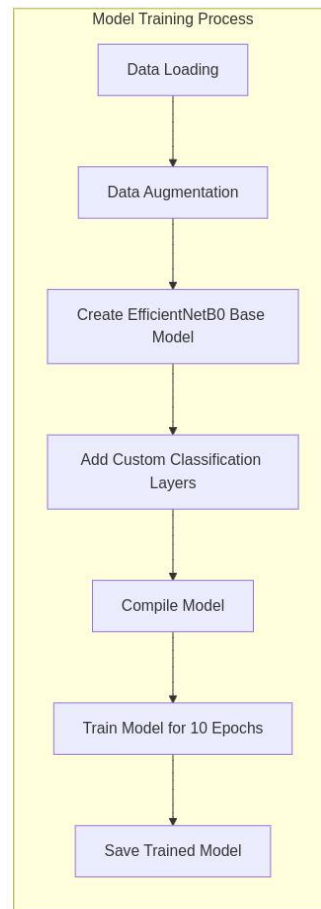 Model Training Process
Data Loading
Data Augmentation
Create EfficientNetB0 Base
Model
Add Custom Classification
Layers
Compile Model
Train Model for 10 Epochs
Save Trained Model